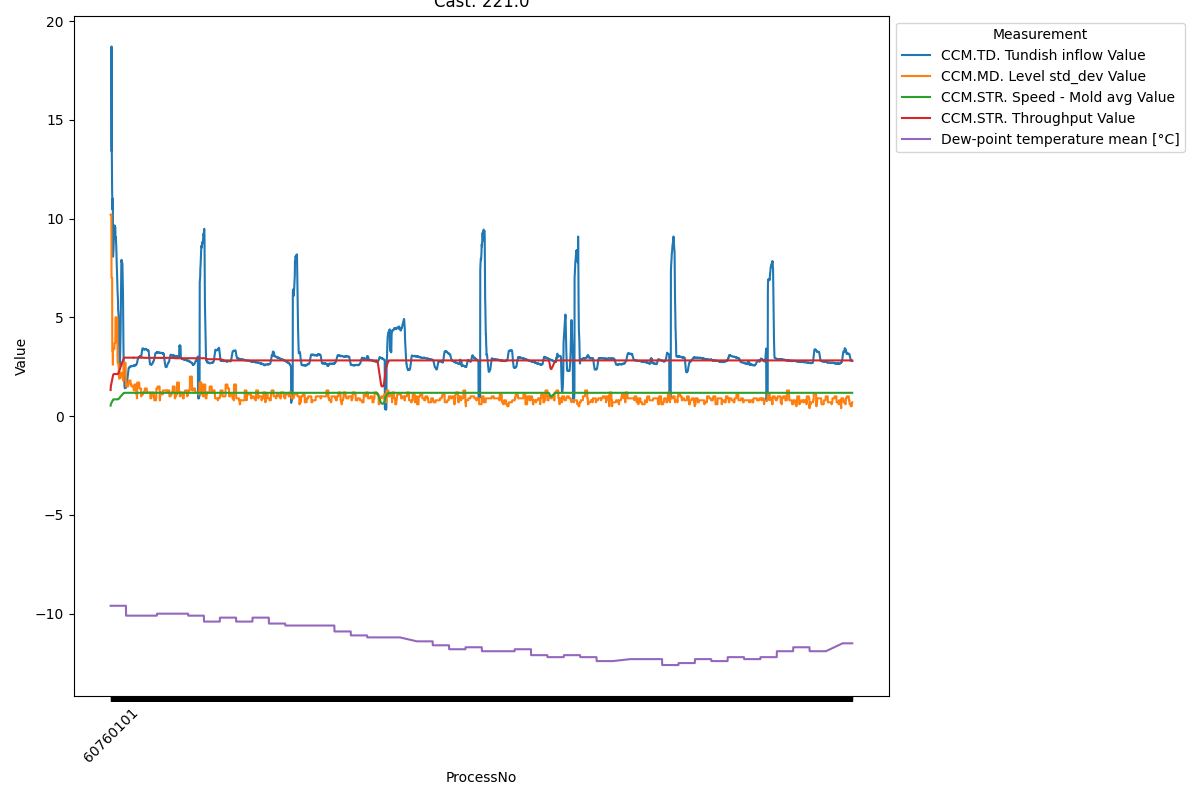 Cast: 221.0
Measurement
CCM.TD. Tundish inflow Value
CCM.MD. Level std_dev Value
CCM.STR. Speed - Mold avg Value
CCM.STR. Throughput Value
Dew-point temperature mean [°C]
20
15
10
5
0
−5
−10
Value
60760101
ProcessNo